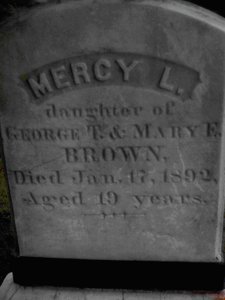 MERCY L.
daughter of
GEORGE T. & MARY E.
BROWN,
Died Jan. 17, 1892,
Aged 19 years.